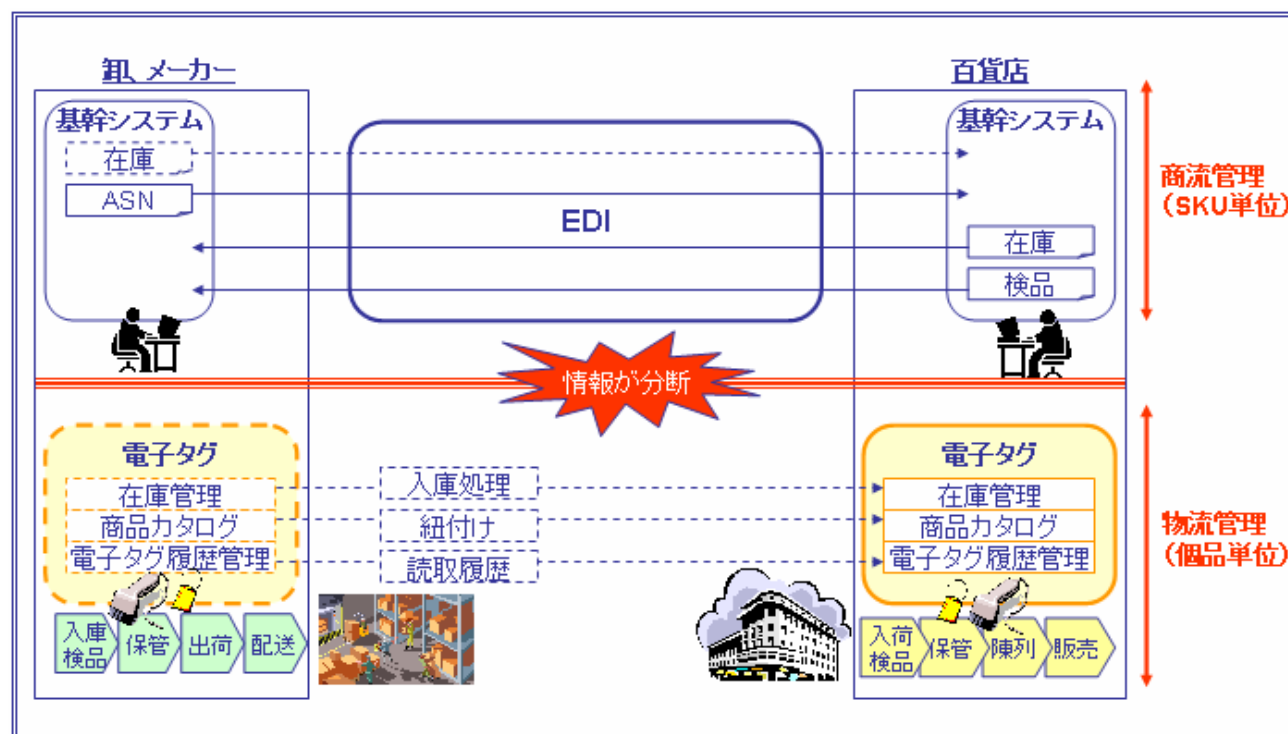 卸、メーカー
百貨店
基幹システム
在庫
ASN
EDI
基幹システム
在庫
検品
商流管理
(SKU単位)
情報が分断
電子タグ
在庫管理
商品カタログ
電子タグ履歴管理
入庫処理
紐付け
読取履歴
電子タグ
在庫管理
商品カタログ
電子タグ履歴管理
物流管理
(個品単位)
入庫
検品
保管
出荷
配送
入荷
検品
保管
陳列
販売